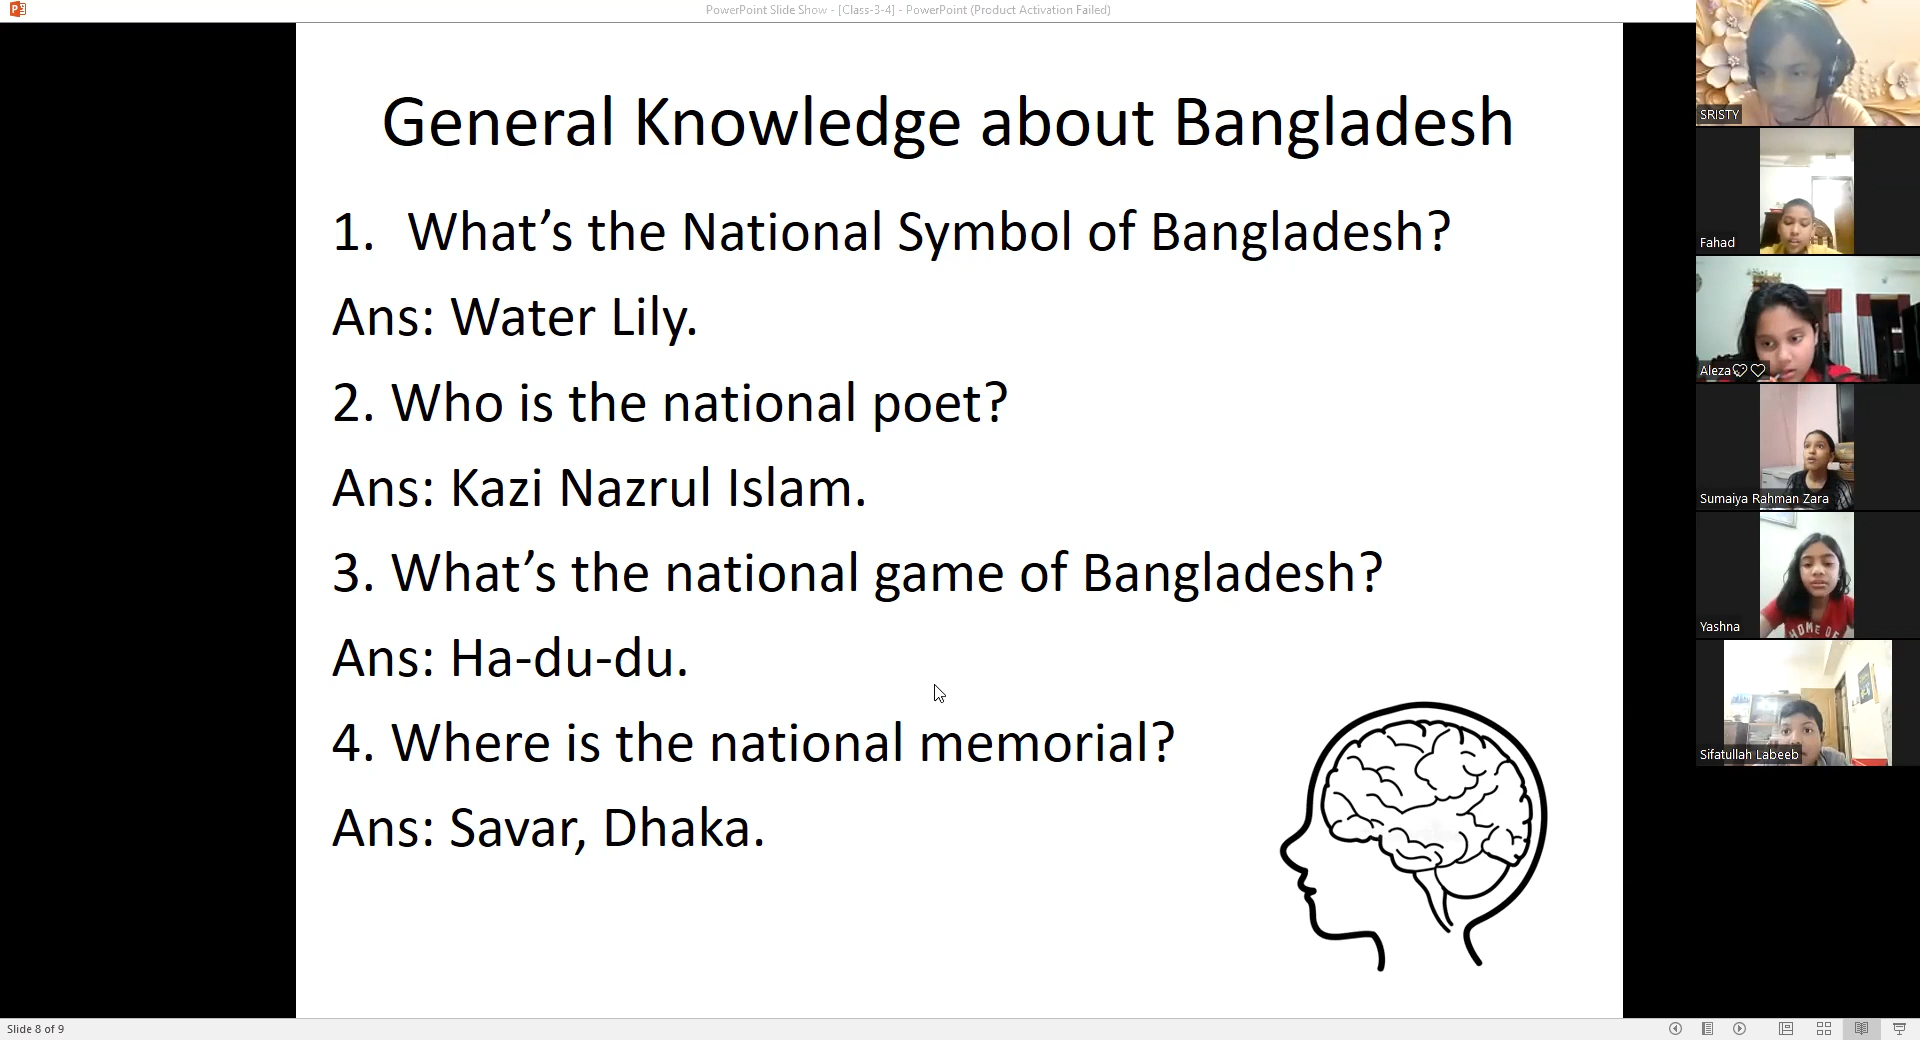 PowerPoint Slide Show - [Class-3-4] - PowerPoint (Product Activation Failed)
General Knowledge about Bangladesh
1. What’s the National Symbol of Bangladesh?
Ans: Water Lily.
2. Who is the national poet?
Ans: Kazi Nazrul Islam.
3. What’s the national game of Bangladesh?
Ans: Ha-du-du.
4. Where is the national memorial?
Ans: Savar, Dhaka.
SRISTY
Fahad
Aleza♡♡
Sumaiya Rahman Zara
HOME OF
Yashna
Sifatullah Labeeb
Slide 8 of 9